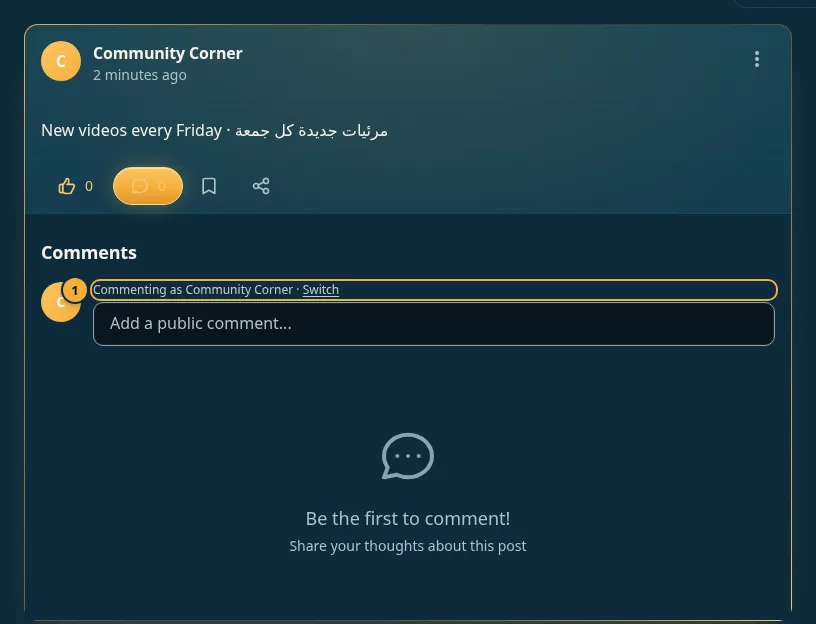 C
Community Corner
2 minutes ago
New videos every Friday · مرئيات جديدة كل جمعة
0
0
Comments
C
1
Commenting as Community Corner · Switch
Add a public comment...
Be the first to comment!
Share your thoughts about this post